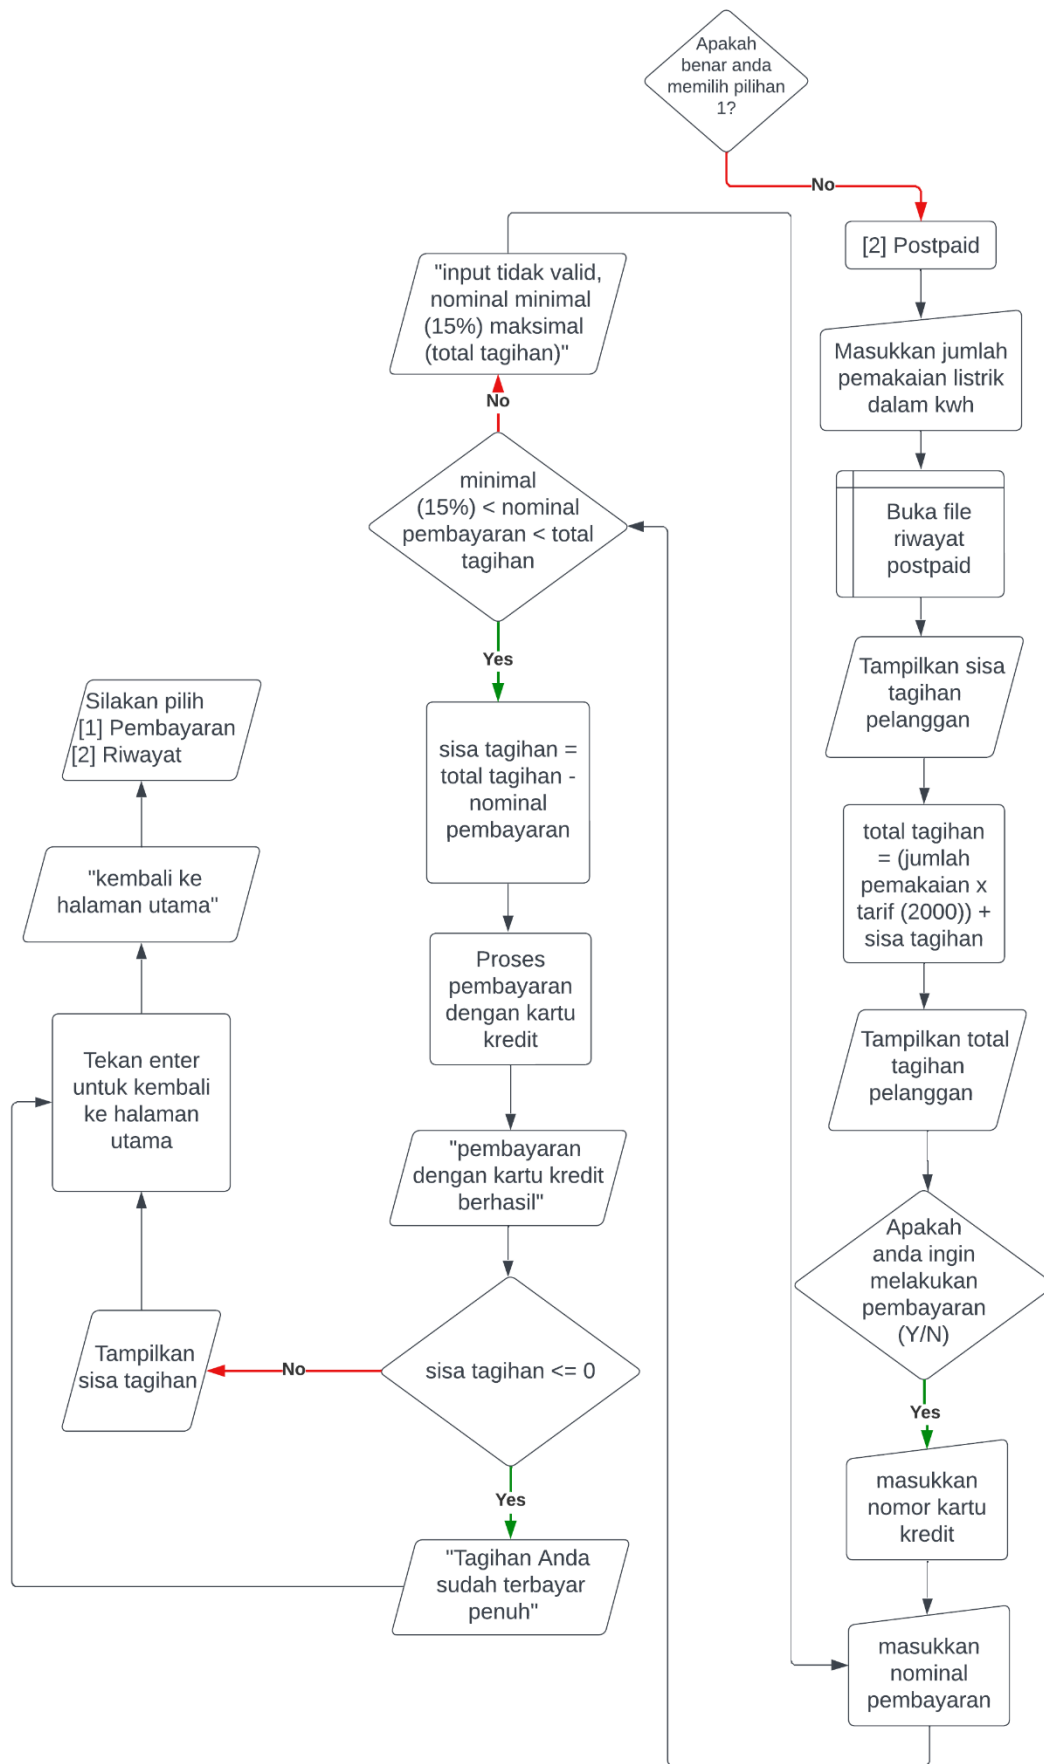 Apakah
benar anda
memilih pilihan
1?
No
[2] Postpaid
Masukkan jumlah
pemakaian listrik
dalam kwh
Buka file
riwayat
postpaid
Tampilkan sisa
tagihan
pelanggan
total tagihan
= (jumlah
pemakaian x
tarif (2000)) +
sisa tagihan
Tampilkan total
tagihan
pelanggan
Apakah
anda ingin
melakukan
pembayaran
(Y/N)
Yes
masukkan
nomor kartu
kredit
masukkan
nominal
pembayaran
"input tidak valid,
nominal minimal
(15%) maksimal
(total tagihan)"
No
minimal
(15%) < nominal
pembayaran < total
tagihan
Yes
sisa tagihan =
total tagihan -
nominal
pembayaran
Proses
pembayaran
dengan kartu
kredit
"pembayaran
dengan kartu kredit
berhasil"
sisa tagihan <= 0
No
Yes
"Tagihan Anda
sudah terbayar
penuh"
Tampilkan
sisa tagihan
Tekan enter
untuk kembali
ke halaman
utama
"kembali ke
halaman utama"
Silakan pilih
[1] Pembayaran
[2] Riwayat